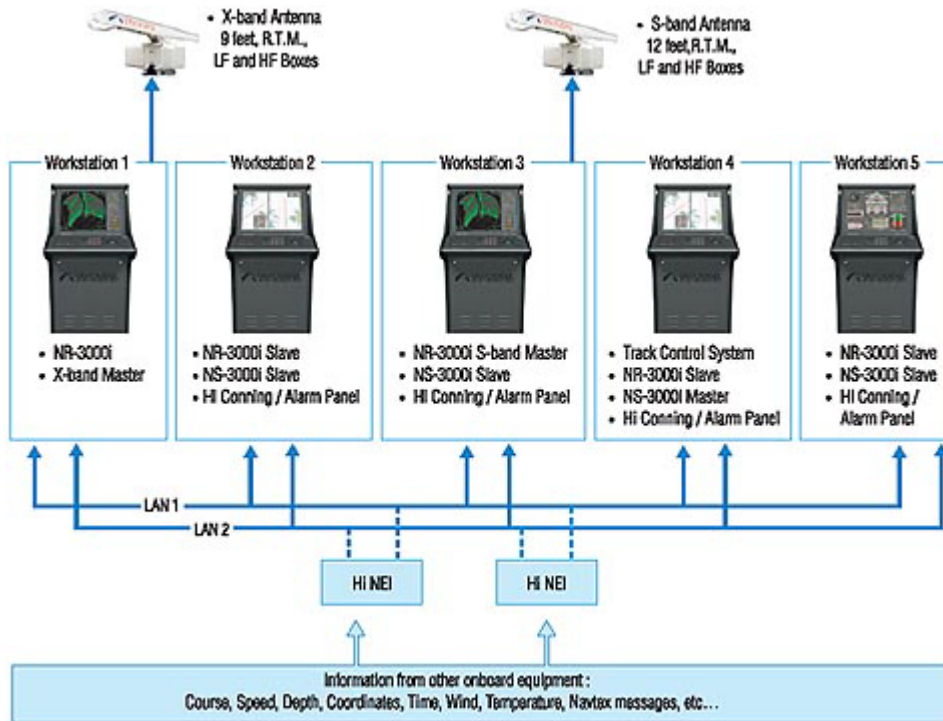 • X-band Antenna
9 feet, R.T.M.,
LF and HF Boxes
• S-band Antenna
12 feet,R.T.M.,
LF and HF Boxes
Workstation 1
• NR-3000i
• X-band Master
Workstation 2
• NR-3000i Slave
• NS-3000i Slave
• Hi Conning / Alarm Panel
Workstation 3
• NR-3000i S-band Master
• NS-3000i Slave
• Hi Conning / Alarm Panel
Workstation 4
• Track Control System
• NR-3000i Slave
• NS-3000i Master
• Hi Conning / Alarm Panel
Workstation 5
• NR-3000i Slave
• NS-3000i Slave
• Hi Conning /
Alarm Panel
LAN 1
LAN 2
Hi NEI
Hi NEI
Information from other onboard equipment :
Course, Speed, Depth, Coordinates, Time, Wind, Temperature, Navtex messages, etc...